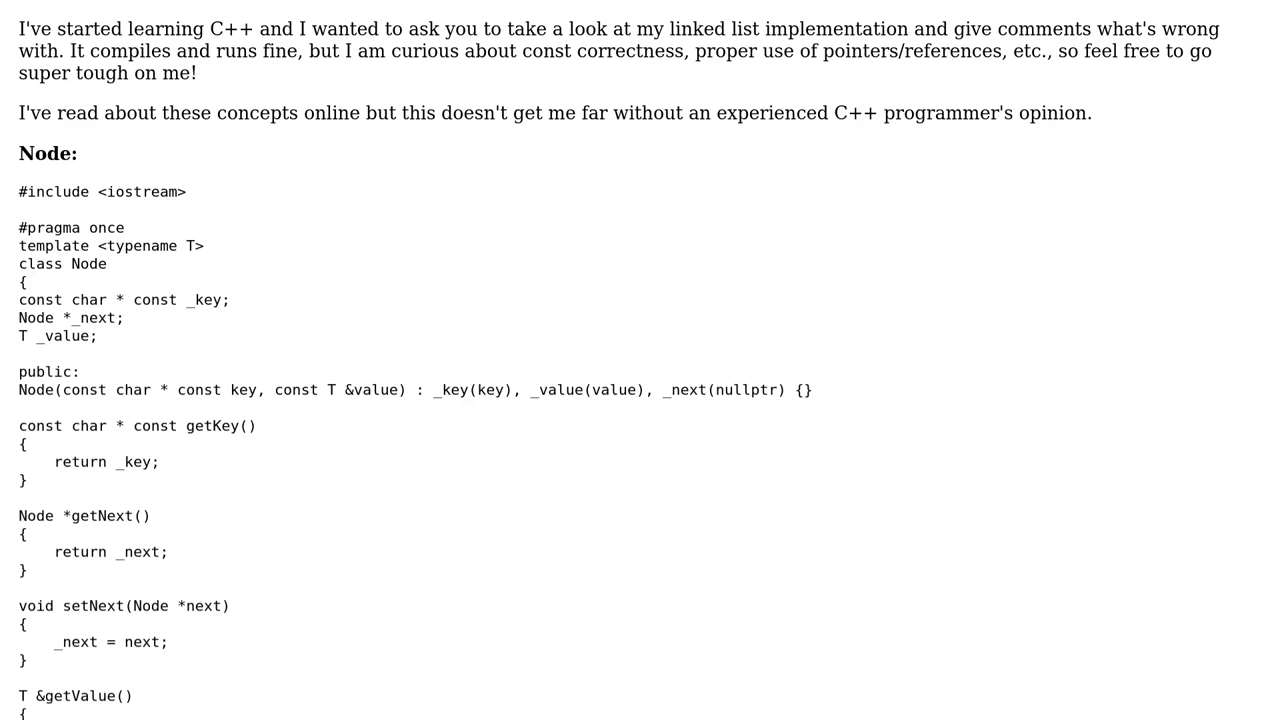 I've started learning C++ and I wanted to ask you to take a look at my linked list implementation and give comments what's wrong
with. It compiles and runs fine, but I am curious about const correctness, proper use of pointers/references, etc., so feel free to go
super tough on me!
I've read about these concepts online but this doesn't get me far without an experienced C++ programmer's opinion.
Node:
#include <iostream>
#pragma once
template <typename T>
class Node
{
const char * const _key;
Node *_next;
T _value;
public:
Node(const char * const key, const T &value) : _key(key), _value(value), _next(nullptr) {}
const char * const getKey()
{
    return _key;
}
Node *getNext()
{
    return _next;
}
void setNext(Node *next)
{
    _next = next;
}
T &getValue()
{